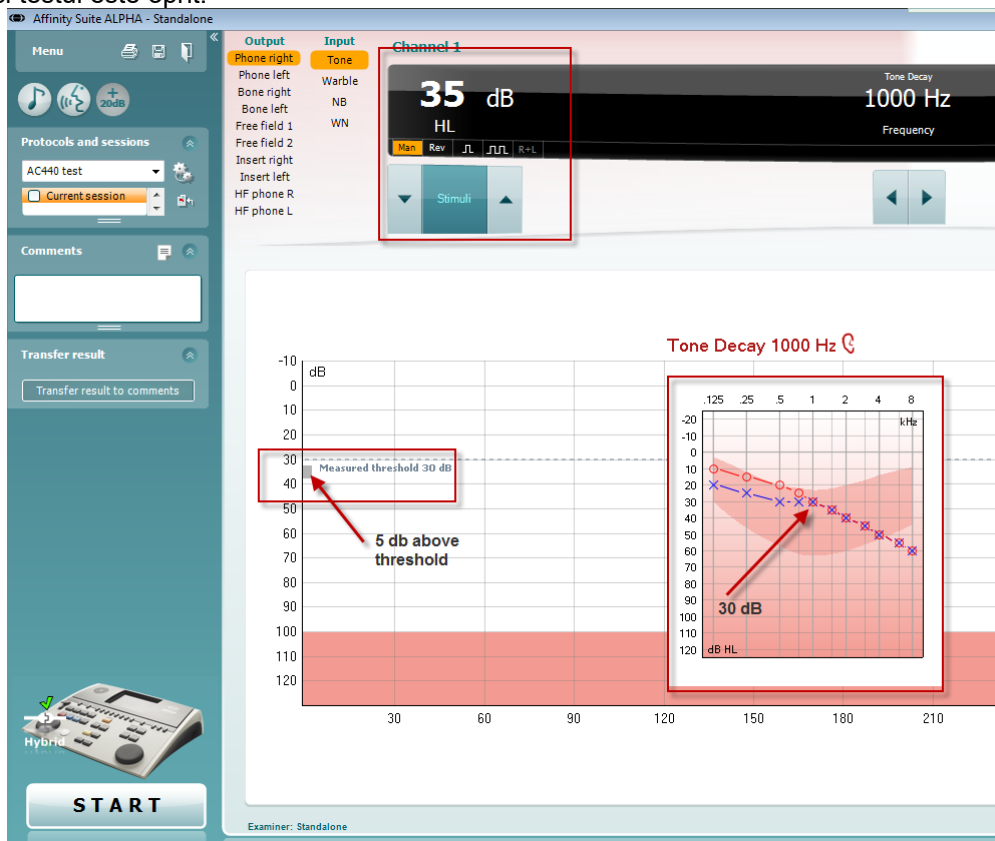 l testul este oprit.
Affinity Suite ALPHA - Standalone
Menu
20dB
Protocols and sessions
AC440 test
Current session
Comments
Transfer result
Transfer result to comments
Hybrid
START
Output
Phone right
Phone left
Bone right
Bone left
Free field 1
Free field 2
Insert right
Insert left
HF phone R
HF phone L
Input
Tone
Warble
NB
WN
Channel 1
35 dB
HL
Man Rev R+L
Stimuli
Tone Decay
1000 Hz
Frequency
Tone Decay 1000 Hz
dB
-10
0
10
20
30
40
50
60
70
80
90
100
110
120
Measured threshold 30 dB
5 db above
threshold
30 60 90 120 150 180 210
.125 .25 .5 1 2 4 8
kHz
-20
-10
0
10
20
30
40
50
60
70
80
90
100
110
120
30 dB
dB HL
Examiner: Standalone